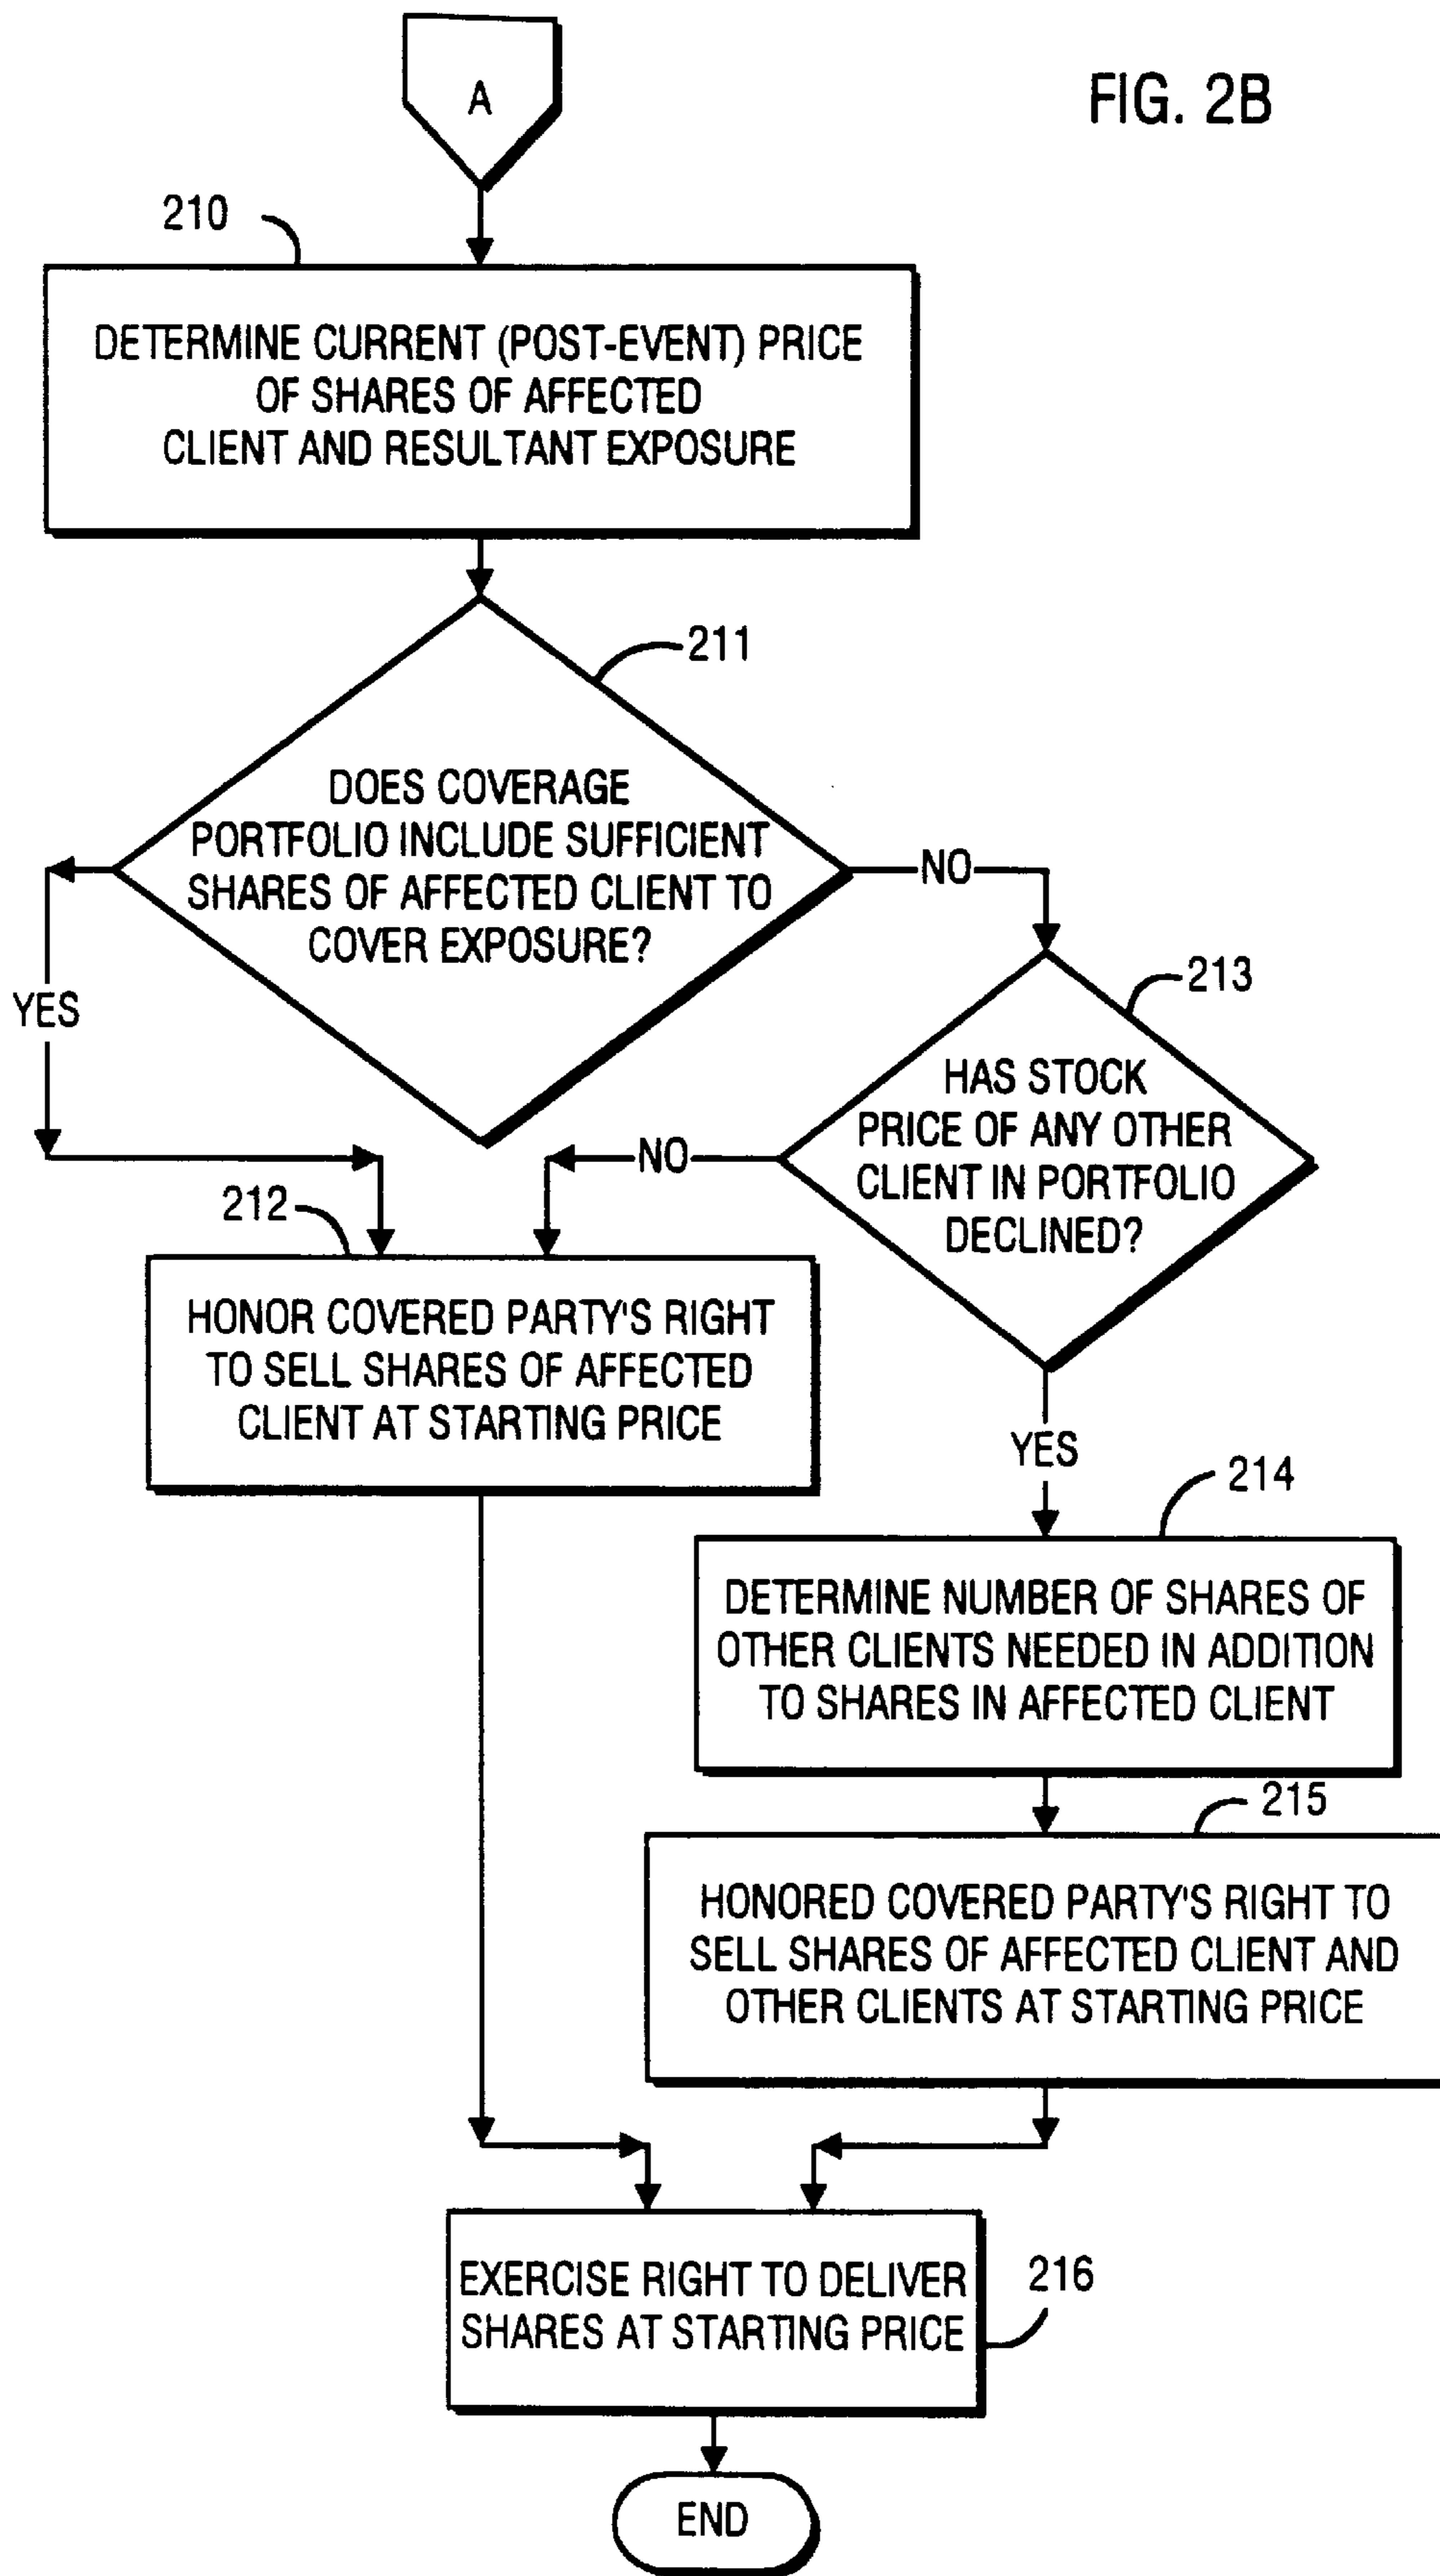 A
FIG. 2B
210
DETERMINE CURRENT (POST-EVENT) PRICE
OF SHARES OF AFFECTED
CLIENT AND RESULTANT EXPOSURE
211
DOES COVERAGE
PORTFOLIO INCLUDE SUFFICIENT
SHARES OF AFFECTED CLIENT TO
COVER EXPOSURE?
NO
YES
213
HAS STOCK
PRICE OF ANY OTHER
CLIENT IN PORTFOLIO
DECLINED?
NO
212
HONOR COVERED PARTY'S RIGHT
TO SELL SHARES OF AFFECTED
CLIENT AT STARTING PRICE
YES
214
DETERMINE NUMBER OF SHARES OF
OTHER CLIENTS NEEDED IN ADDITION
TO SHARES IN AFFECTED CLIENT
215
HONORED COVERED PARTY'S RIGHT TO
SELL SHARES OF AFFECTED CLIENT AND
OTHER CLIENTS AT STARTING PRICE
EXERCISE RIGHT TO DELIVER
SHARES AT STARTING PRICE
216
END